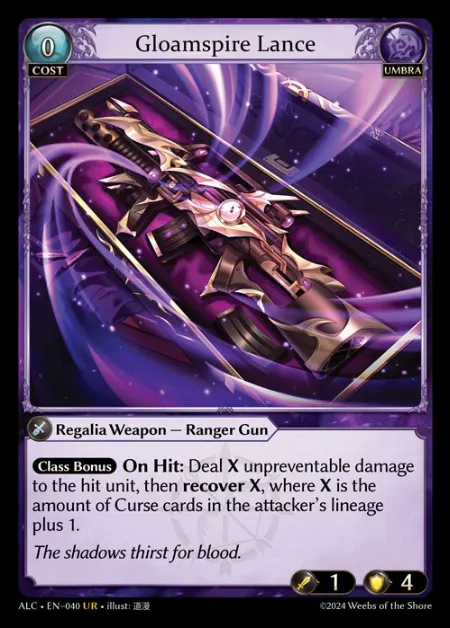 0
Gloamspire Lance
COST
UMBRA
Regalia Weapon — Ranger Gun
Class Bonus On Hit: Deal X unpreventable damage
to the hit unit, then recover X, where X is the
amount of Curse cards in the attacker's lineage
plus 1.
The shadows thirst for blood.
1
4
ALC • EN–040 UR • illust: 道漫
©2024 Weebs of the Shore